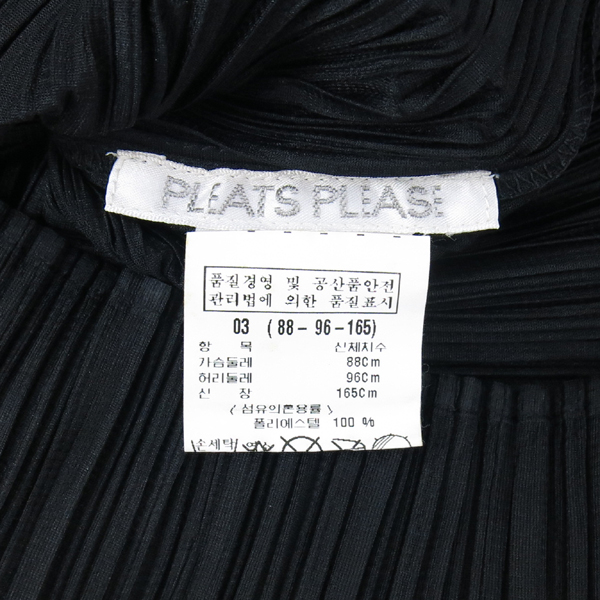 PLEATS PLEASE
품질경영 및 공산품안전
관리법에 의한 품질표시
03 (88-96-165)
항 목 신체치수
가슴둘레 88Cm
허리둘레 96Cm
신 장 165Cm
〈섬유의혼용률〉
폴리에스텔 100 %
손세탁